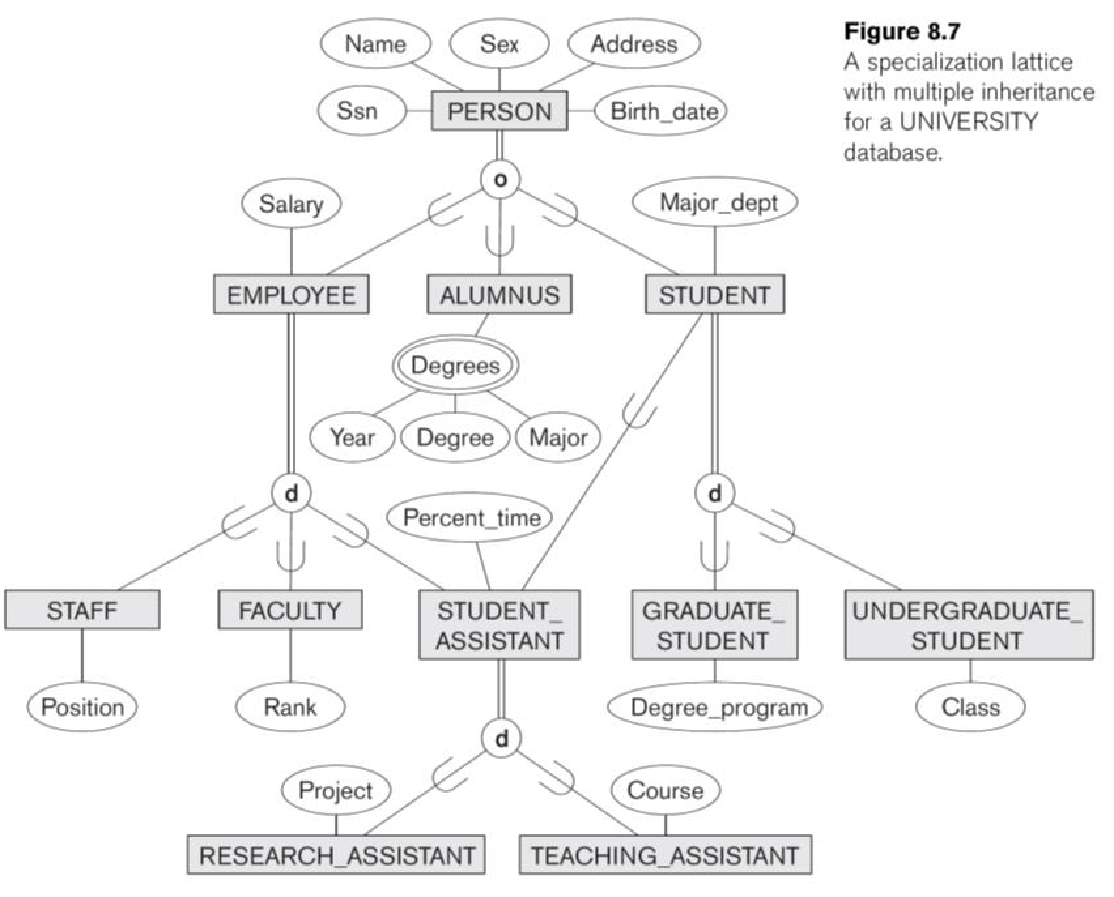 Figure 8.7
A specialization lattice
with multiple inheritance
for a UNIVERSITY
database.
Name
Sex
Address
Ssn
PERSON
Birth_date
o
Salary
Major_dept
EMPLOYEE
ALUMNUS
STUDENT
Degrees
Year
Degree
Major
d
d
Percent_time
STAFF
FACULTY
STUDENT_
ASSISTANT
GRADUATE_
STUDENT
UNDERGRADUATE_
STUDENT
Position
Rank
Degree_program
Class
d
Project
Course
RESEARCH_ASSISTANT
TEACHING_ASSISTANT